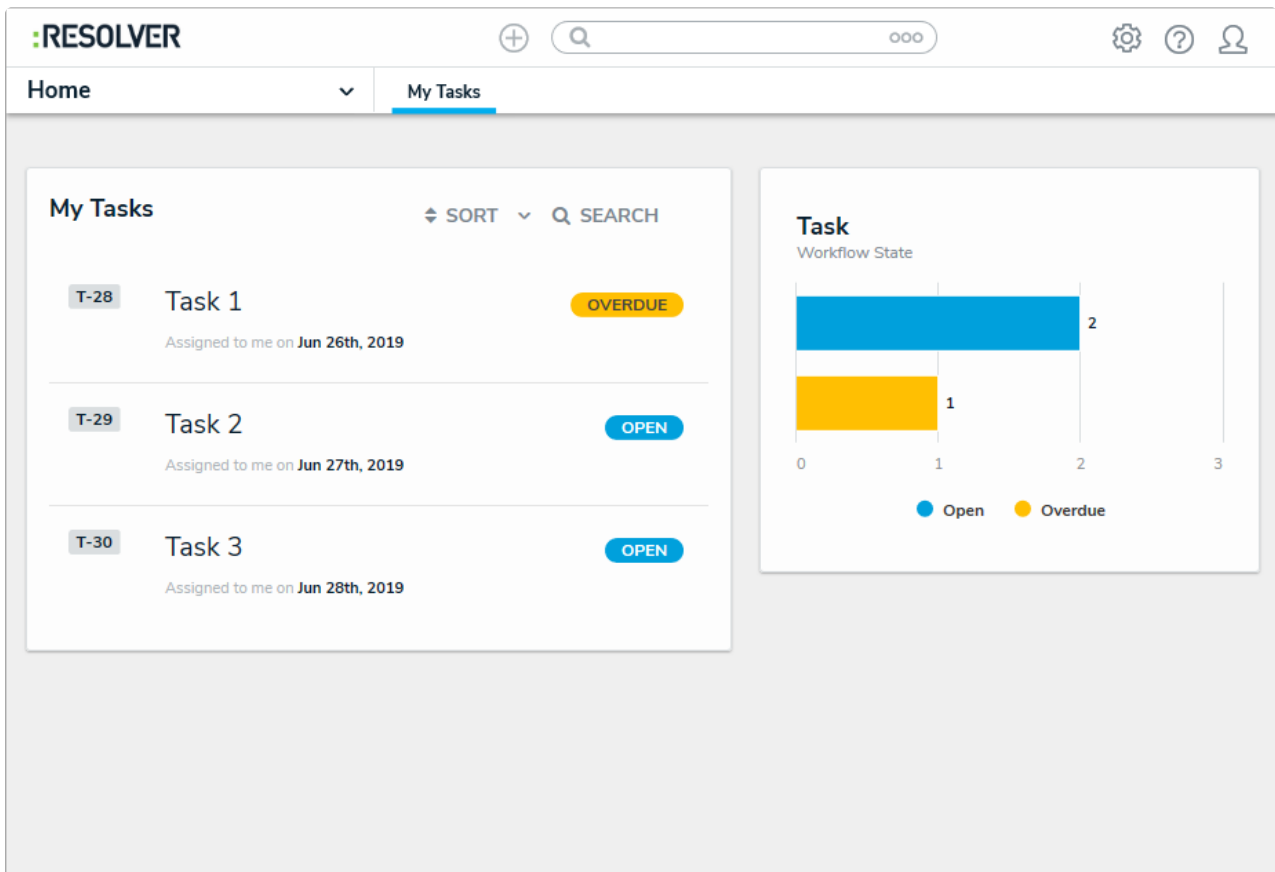 :RESOLVER
Home
My Tasks
My Tasks
SORT
SEARCH
T-28
Task 1
OVERDUE
Assigned to me on Jun 26th, 2019
T-29
Task 2
OPEN
Assigned to me on Jun 27th, 2019
T-30
Task 3
OPEN
Assigned to me on Jun 28th, 2019
Task
Workflow State
2
1
0 1 2 3
Open Overdue